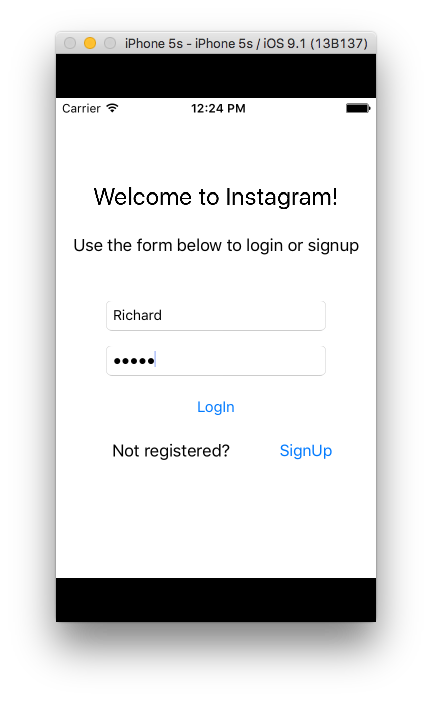 iPhone 5s - iPhone 5s / iOS 9.1 (13B137)
Carrier 12:24 PM
Welcome to Instagram!
Use the form below to login or signup
Richard
●●●●●
LogIn
Not registered? SignUp